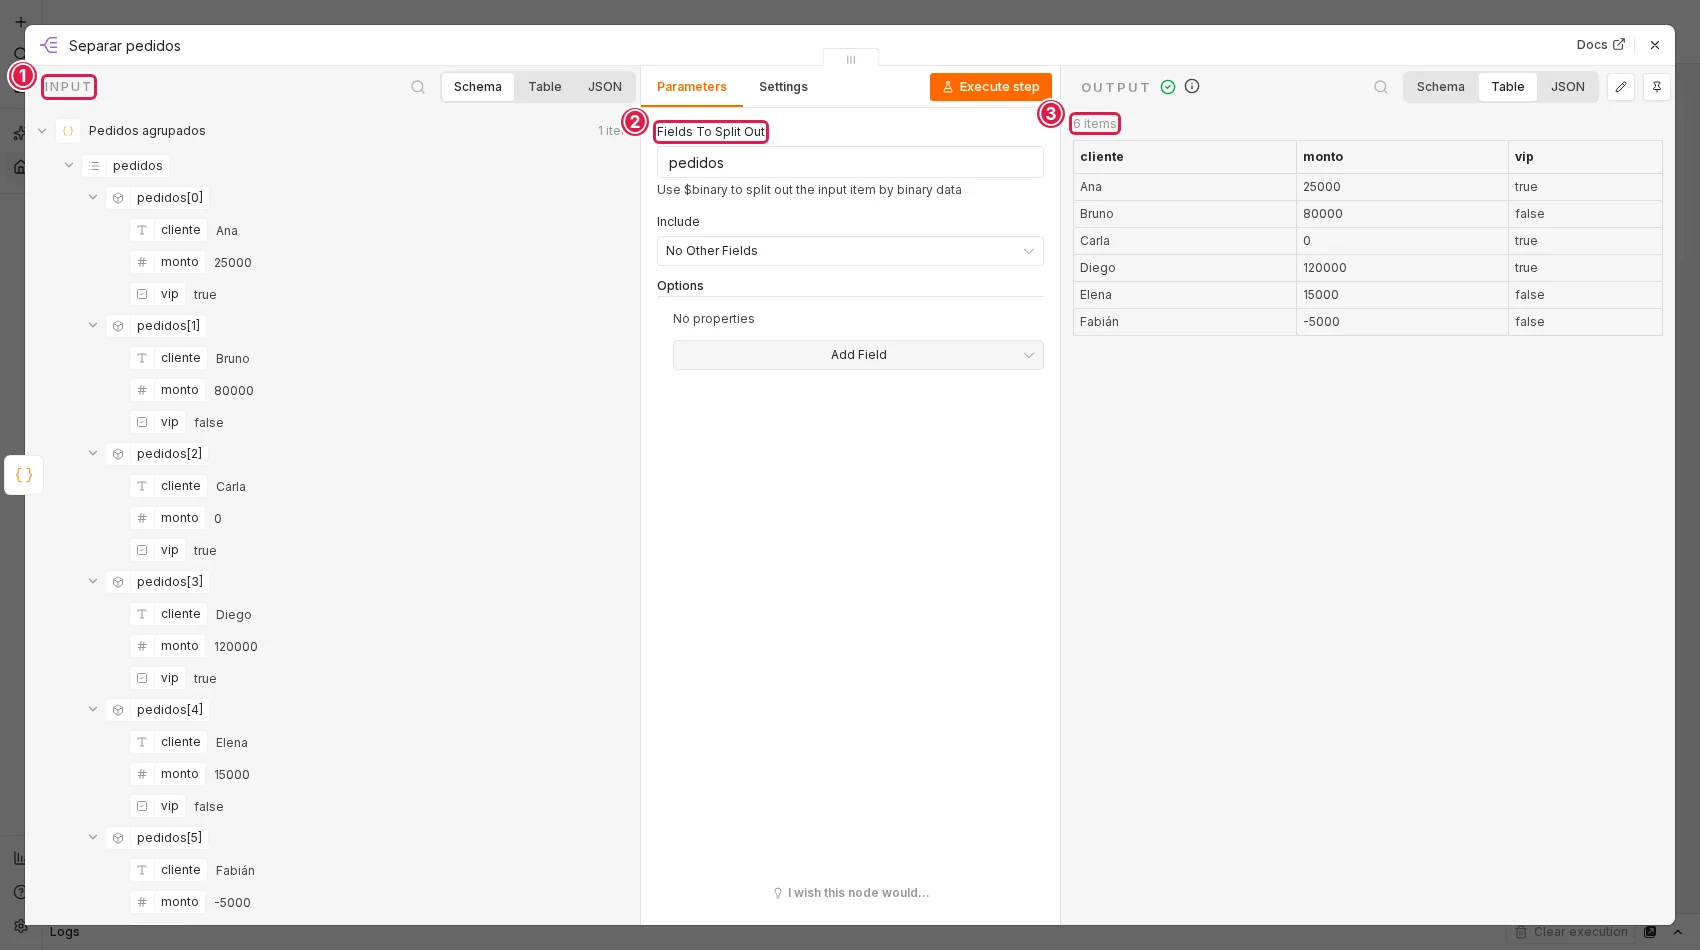 Separar pedidos
Docs
1
INPUT
Schema
Table
JSON
Pedidos agrupados
1 item
pedidos
pedidos[0]
cliente Ana
monto 25000
vip true
pedidos[1]
cliente Bruno
monto 80000
vip false
pedidos[2]
cliente Carla
monto 0
vip true
pedidos[3]
cliente Diego
monto 120000
vip true
pedidos[4]
cliente Elena
monto 15000
vip false
pedidos[5]
cliente Fabián
monto -5000
Parameters
Settings
Execute step
2
Fields To Split Out
pedidos
Use $binary to split out the input item by binary data
Include
No Other Fields
Options
No properties
Add Field
I wish this node would...
OUTPUT
Schema
Table
JSON
3
6 items
cliente monto vip
Ana 25000 true
Bruno 80000 false
Carla 0 true
Diego 120000 true
Elena 15000 false
Fabián -5000 false
Logs
Clear execution